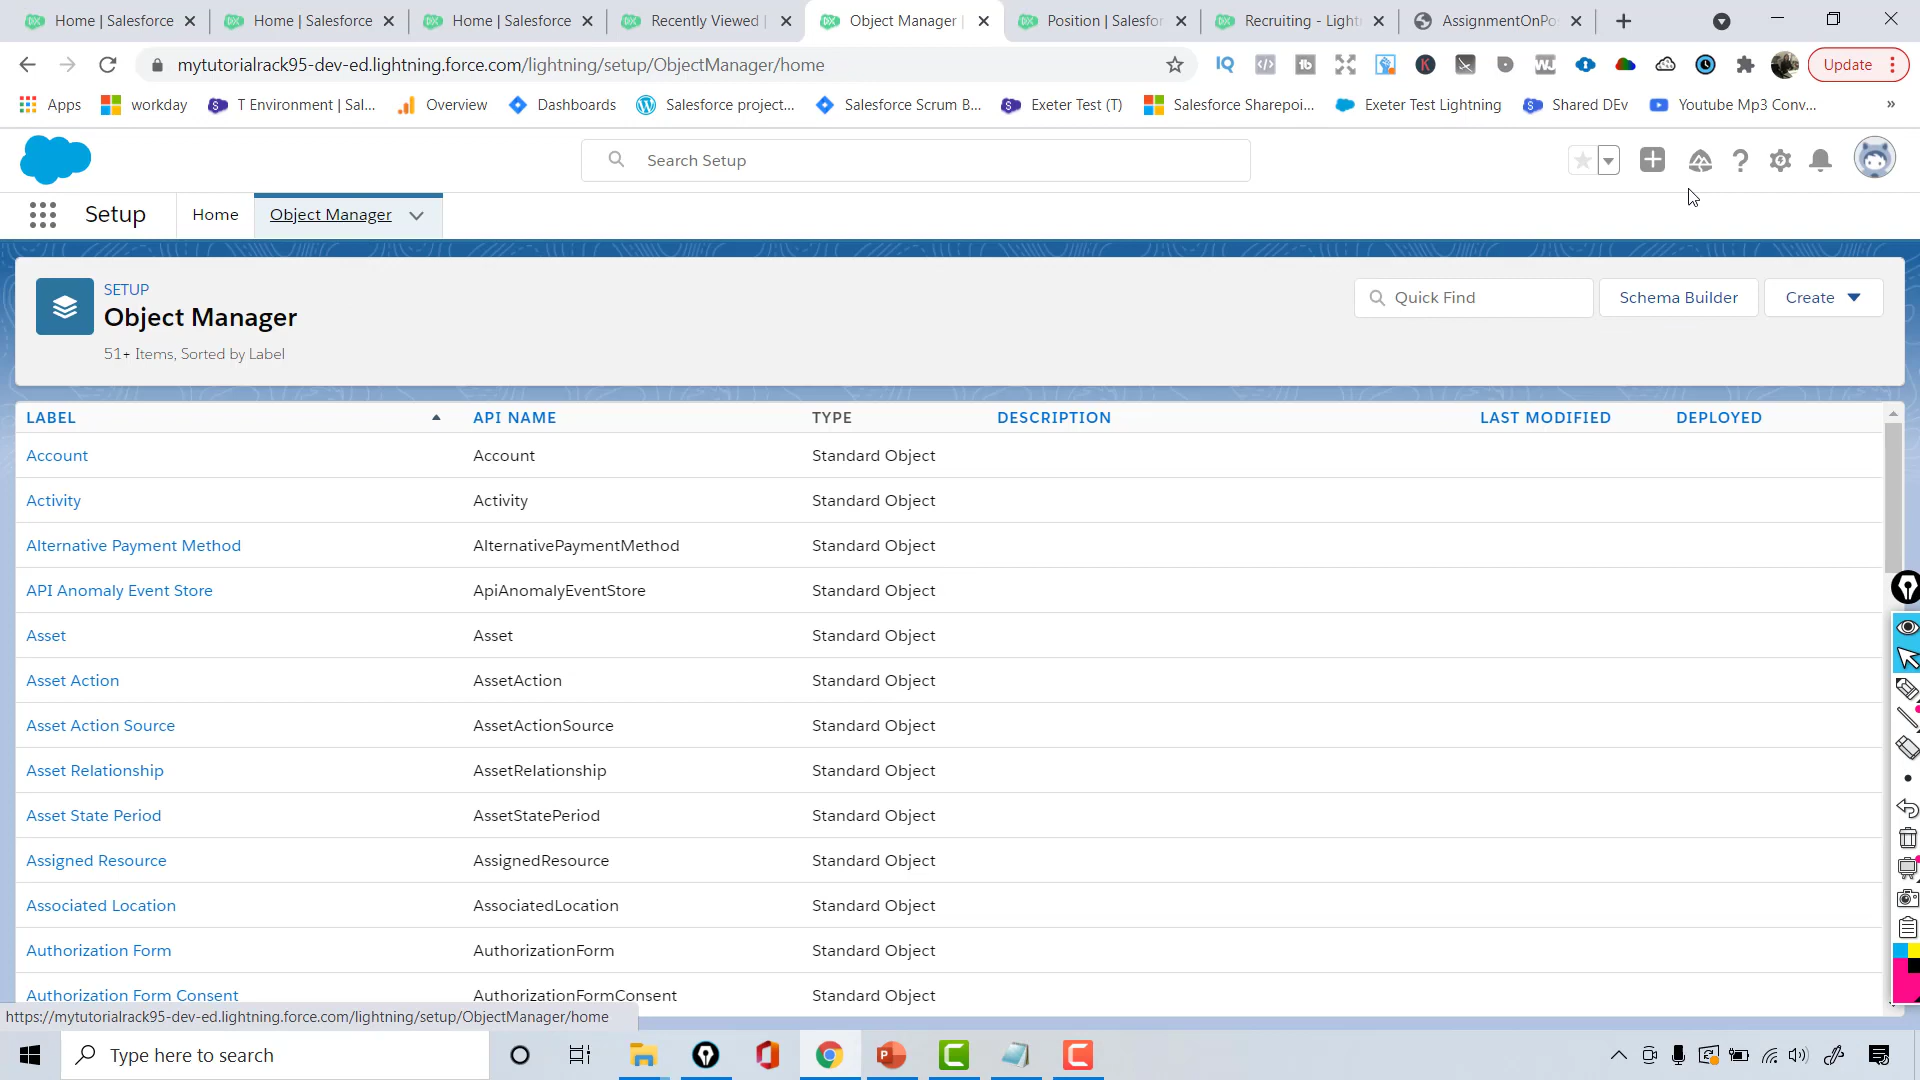 Home | Salesforce
Home | Salesforce
Home | Salesforce
Recently Viewed |
Object Manager |
Position | Salesfor
Recruiting - Light
AssignmentOnPo
mytutorialrack95-dev-ed.lightning.force.com/lightning/setup/ObjectManager/home
IQ
tb
K
WJ
Update
Apps
workday
T Environment | Sal...
Overview
Dashboards
Salesforce project...
Salesforce Scrum B...
Exeter Test (T)
Salesforce Sharepoi...
Exeter Test Lightning
Shared DEv
Youtube Mp3 Conv...
»
Search Setup
Setup
Home
Object Manager
SETUP
Object Manager
51+ Items, Sorted by Label
Quick Find
Schema Builder
Create
LABEL API NAME TYPE DESCRIPTION LAST MODIFIED DEPLOYED
Account Account Standard Object
Activity Activity Standard Object
Alternative Payment Method AlternativePaymentMethod Standard Object
API Anomaly Event Store ApiAnomalyEventStore Standard Object
Asset Asset Standard Object
Asset Action AssetAction Standard Object
Asset Action Source AssetActionSource Standard Object
Asset Relationship AssetRelationship Standard Object
Asset State Period AssetStatePeriod Standard Object
Assigned Resource AssignedResource Standard Object
Associated Location AssociatedLocation Standard Object
Authorization Form AuthorizationForm Standard Object
Authorization Form Consent AuthorizationFormConsent Standard Object
https://mytutorialrack95-dev-ed.lightning.force.com/lightning/setup/ObjectManager/home
Type here to search